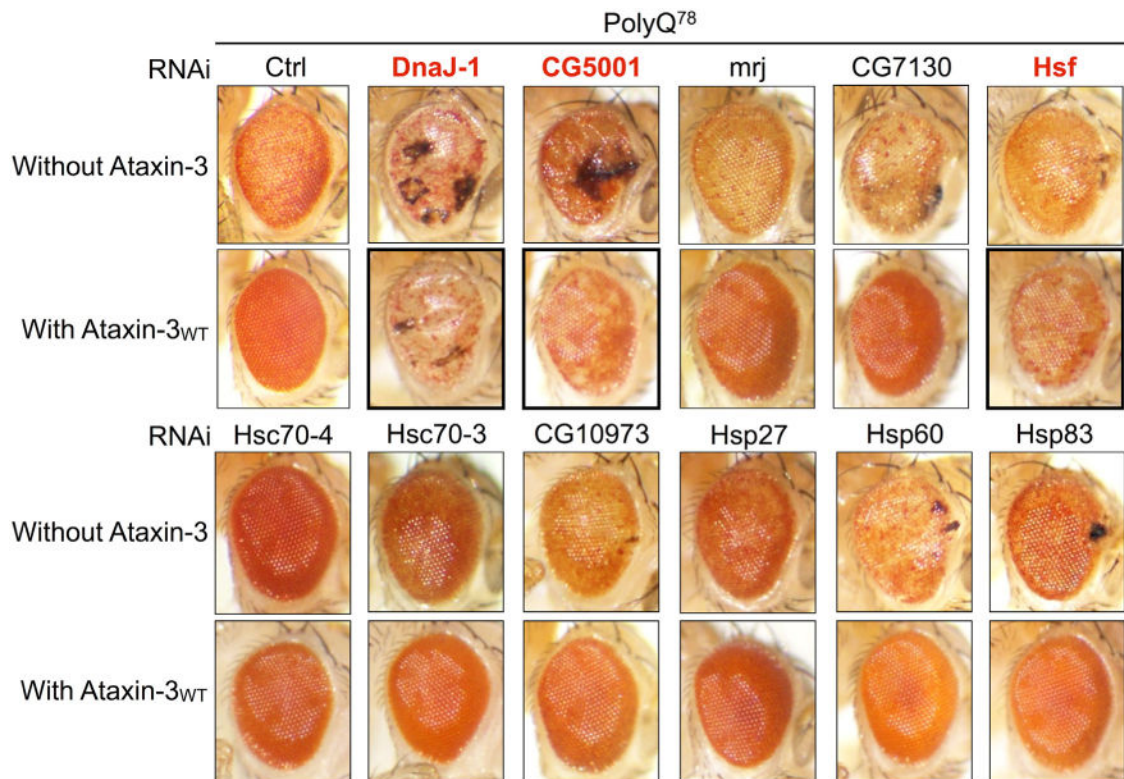 PolyQ⁷⁸
RNAi Ctrl DnaJ-1 CG5001 mrj CG7130 Hsf
Without Ataxin-3
With Ataxin-3WT
RNAi Hsc70-4 Hsc70-3 CG10973 Hsp27 Hsp60 Hsp83
Without Ataxin-3
With Ataxin-3WT